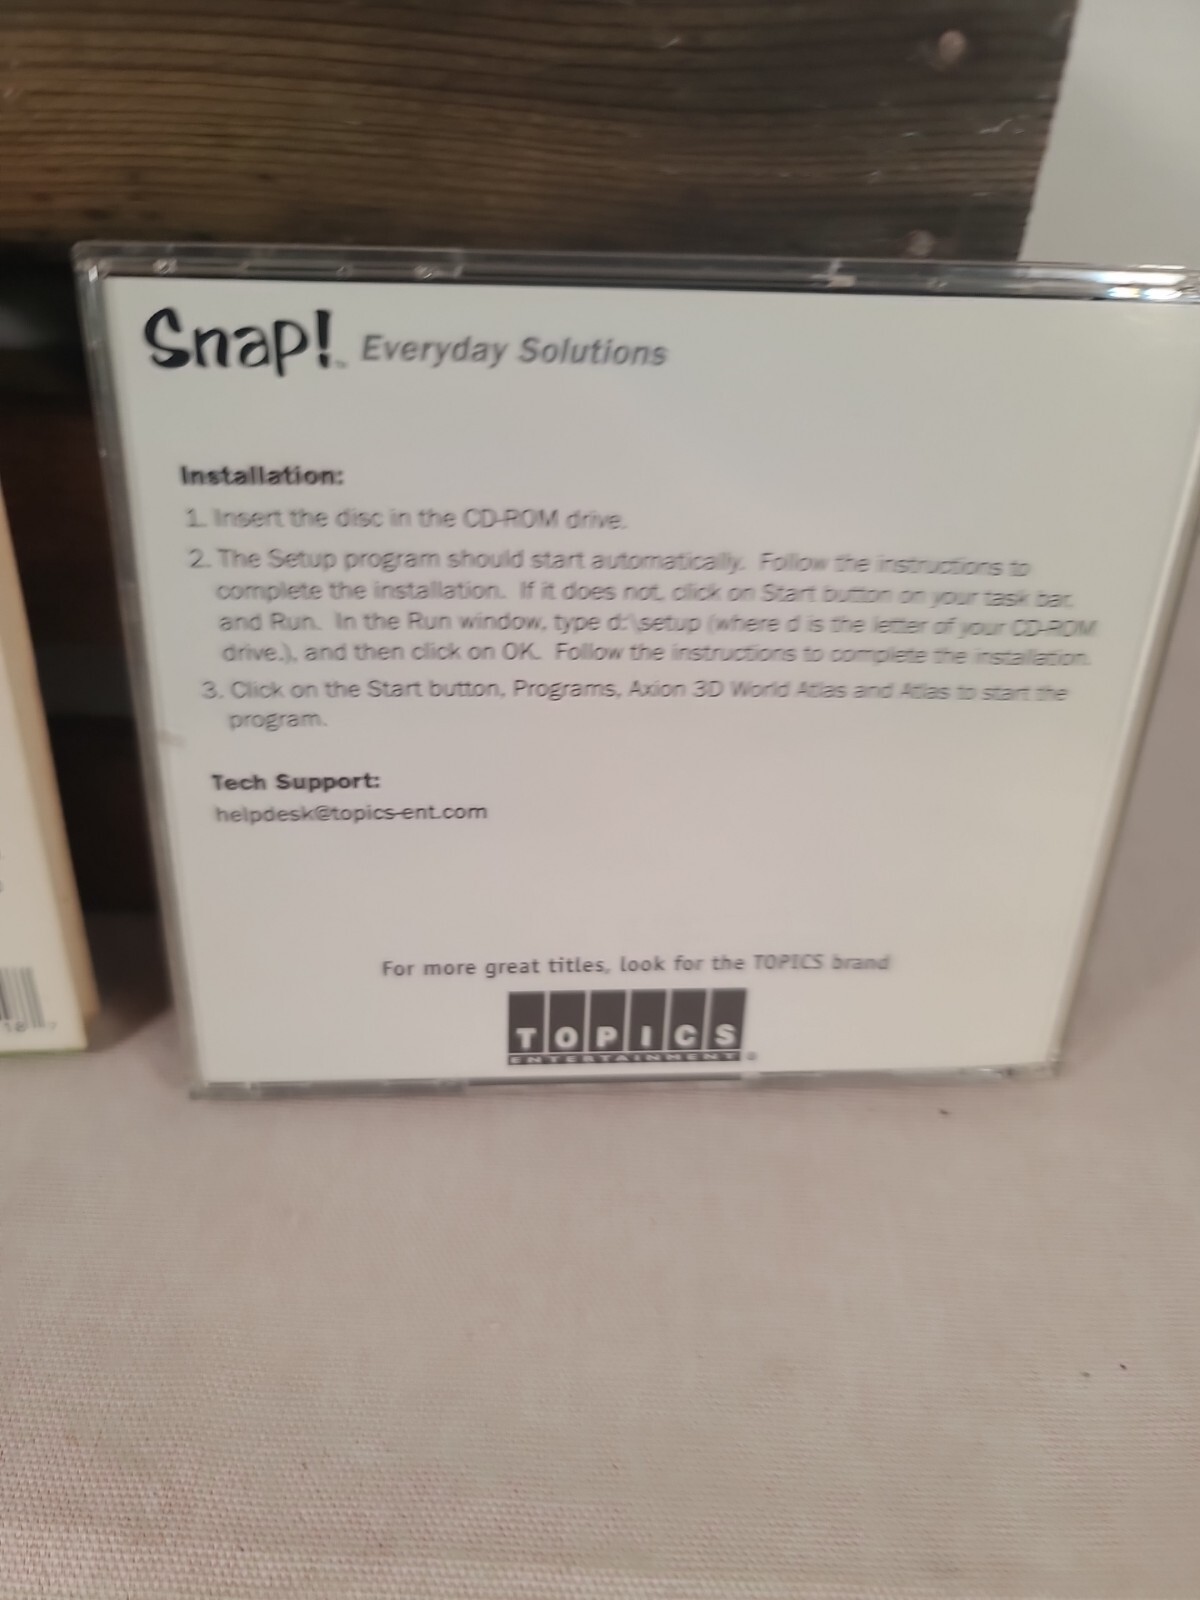 Snap!™ Everyday Solutions
Installation:
1. Insert the disc in the CD-ROM drive.
2. The Setup program should start automatically. Follow the instructions to
complete the installation. If it does not, click on Start button on your task bar,
and Run. In the Run window, type d:\setup (where d is the letter of your CD-ROM
drive.), and then click on OK. Follow the instructions to complete the installation.
3. Click on the Start button, Programs, Axion 3D World Atlas and Atlas to start the
program.
Tech Support:
helpdesk@topics-ent.com
For more great titles, look for the TOPICS brand
TOPICS
ENTERTAINMENT®